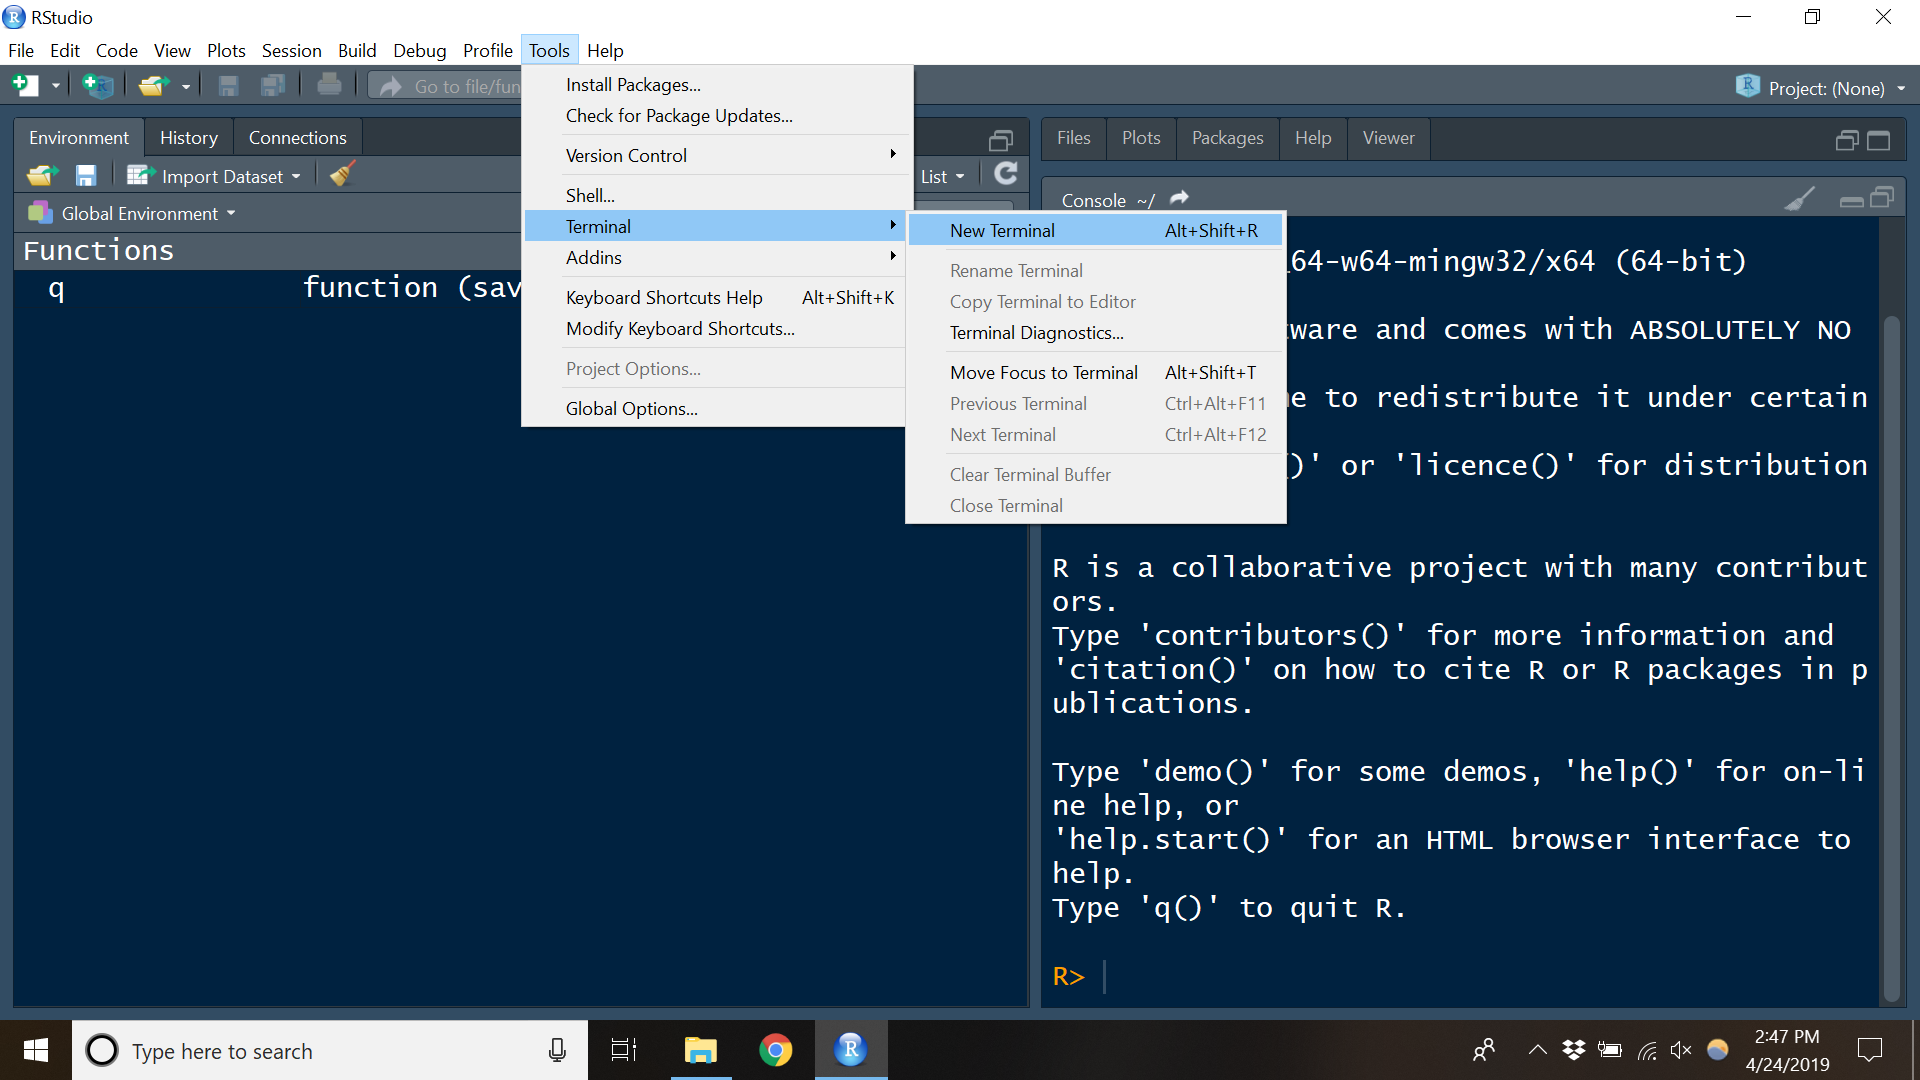 RStudio
File Edit Code View Plots Session Build Debug Profile Tools Help
Go to file/fun
Project: (None)
Environment History Connections
Import Dataset
List
Global Environment
Functions
q function (sav
Install Packages...
Check for Package Updates...
Version Control
Shell...
Terminal
Addins
Keyboard Shortcuts Help Alt+Shift+K
Modify Keyboard Shortcuts...
Project Options...
Global Options...
New Terminal Alt+Shift+R
Rename Terminal
Copy Terminal to Editor
Terminal Diagnostics...
Move Focus to Terminal Alt+Shift+T
Previous Terminal Ctrl+Alt+F11
Next Terminal Ctrl+Alt+F12
Clear Terminal Buffer
Close Terminal
Files Plots Packages Help Viewer
Console ~/
64-w64-mingw32/x64 (64-bit)
ware and comes with ABSOLUTELY NO
e to redistribute it under certain
)' or 'licence()' for distribution
R is a collaborative project with many contribut
ors.
Type 'contributors()' for more information and
'citation()' on how to cite R or R packages in p
ublications.
Type 'demo()' for some demos, 'help()' for on-li
ne help, or
'help.start()' for an HTML browser interface to
help.
Type 'q()' to quit R.
R>
Type here to search
2:47 PM
4/24/2019